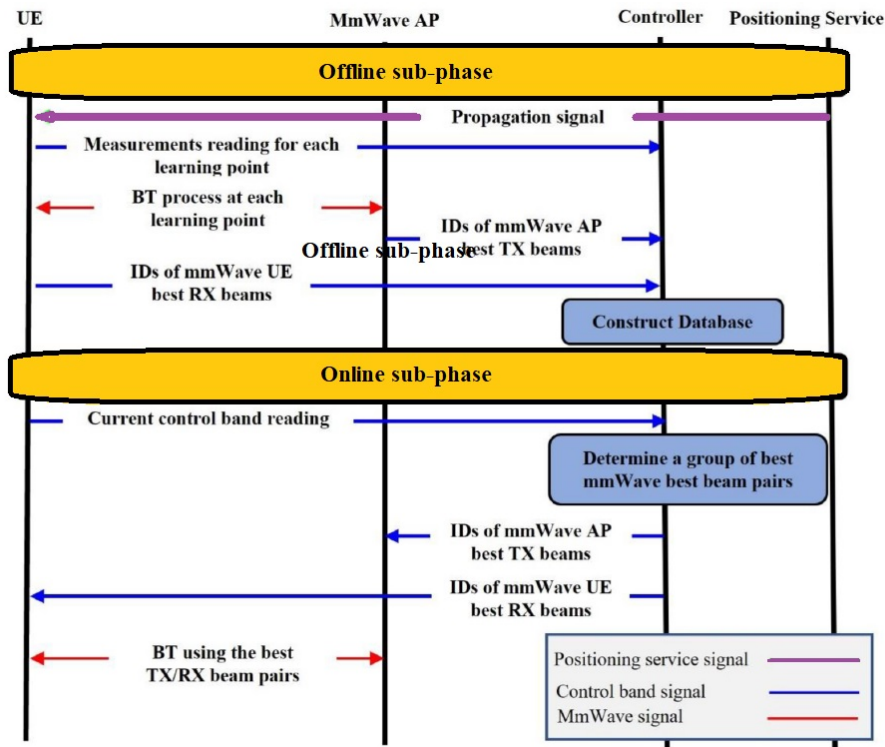 UE
MmWave AP
Controller
Positioning Service
Offline sub-phase
Propagation signal
Measurements reading for each
learning point
BT process at each
learning point
IDs of mmWave AP
best TX beams
Offline sub-phase
IDs of mmWave UE
best RX beams
Construct Database
Online sub-phase
Current control band reading
Determine a group of best
mmWave best beam pairs
IDs of mmWave AP
best TX beams
IDs of mmWave UE
best RX beams
BT using the best
TX/RX beam pairs
Positioning service signal
Control band signal
MmWave signal